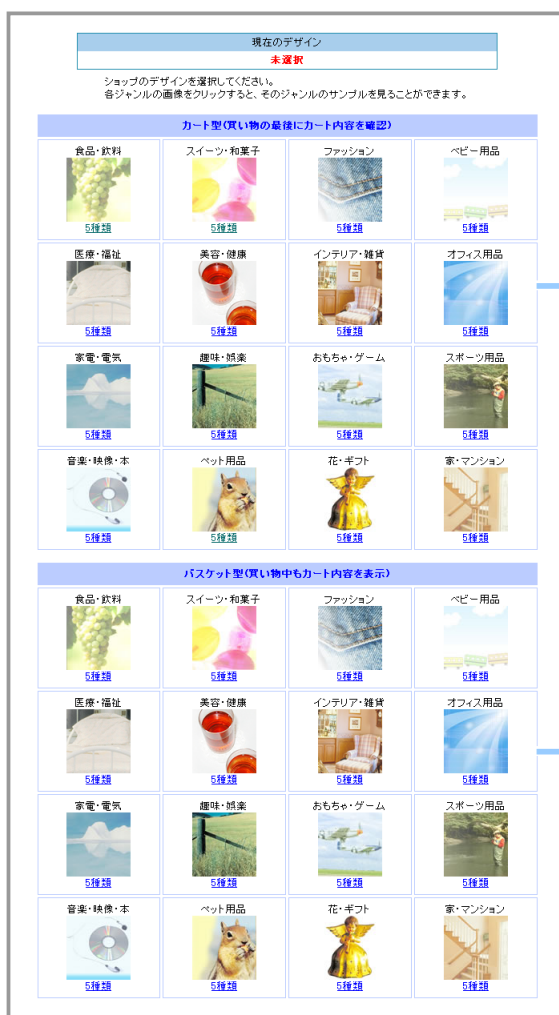 現在のデザイン
未選択
ショップのデザインを選択してください。
各ジャンルの画像をクリックすると、そのジャンルのサンプルを見ることができます。
カート型(買い物の最後にカート内容を確認)
食品・飲料 スイーツ・和菓子 ファッション ベビー用品
5種類 5種類 5種類 5種類
医療・福祉 美容・健康 インテリア・雑貨 オフィス用品
5種類 5種類 5種類 5種類
家電・電気 趣味・娯楽 おもちゃ・ゲーム スポーツ用品
5種類 5種類 5種類 5種類
音楽・映像・本 ペット用品 花・ギフト 家・マンション
5種類 5種類 5種類 5種類
バスケット型(買い物中もカート内容を表示)
食品・飲料 スイーツ・和菓子 ファッション ベビー用品
5種類 5種類 5種類 5種類
医療・福祉 美容・健康 インテリア・雑貨 オフィス用品
5種類 5種類 5種類 5種類
家電・電気 趣味・娯楽 おもちゃ・ゲーム スポーツ用品
5種類 5種類 5種類 5種類
音楽・映像・本 ペット用品 花・ギフト 家・マンション
5種類 5種類 5種類 5種類